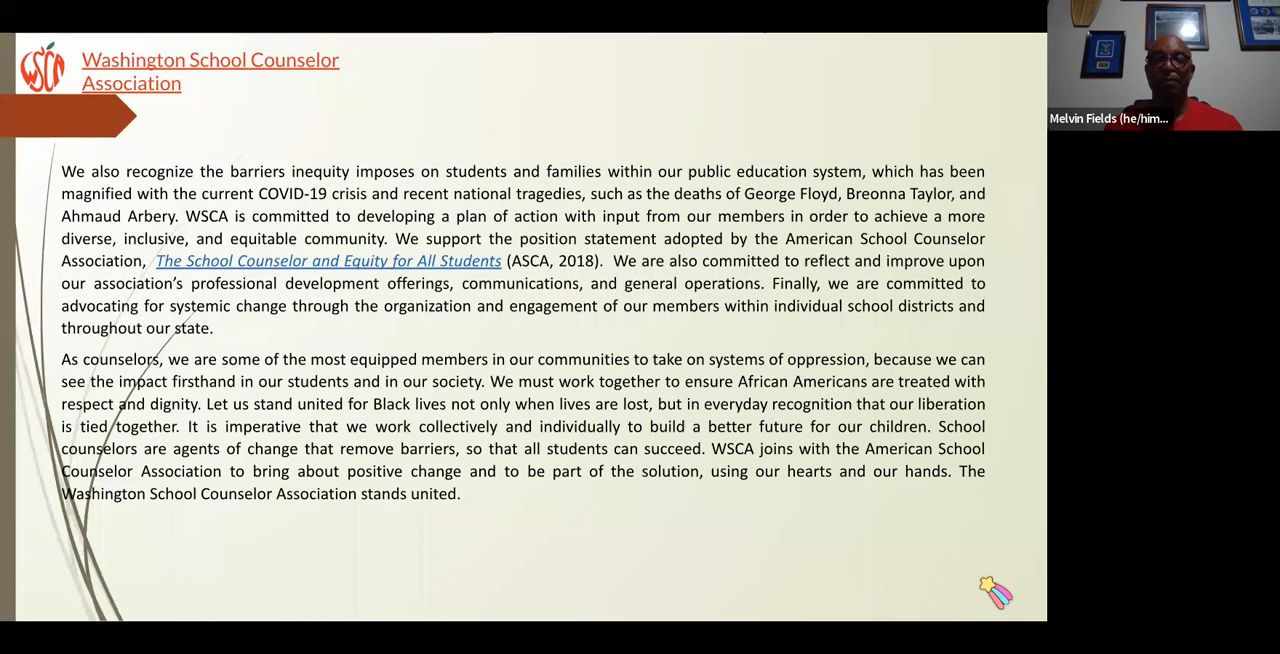 WSCA
Washington School Counselor
Association
We also recognize the barriers inequity imposes on students and families within our public education system, which has been
magnified with the current COVID-19 crisis and recent national tragedies, such as the deaths of George Floyd, Breonna Taylor, and
Ahmaud Arbery. WSCA is committed to developing a plan of action with input from our members in order to achieve a more
diverse, inclusive, and equitable community. We support the position statement adopted by the American School Counselor
Association, The School Counselor and Equity for All Students (ASCA, 2018). We are also committed to reflect and improve upon
our association's professional development offerings, communications, and general operations. Finally, we are committed to
advocating for systemic change through the organization and engagement of our members within individual school districts and
throughout our state.
As counselors, we are some of the most equipped members in our communities to take on systems of oppression, because we can
see the impact firsthand in our students and in our society. We must work together to ensure African Americans are treated with
respect and dignity. Let us stand united for Black lives not only when lives are lost, but in everyday recognition that our liberation
is tied together. It is imperative that we work collectively and individually to build a better future for our children. School
counselors are agents of change that remove barriers, so that all students can succeed. WSCA joins with the American School
Counselor Association to bring about positive change and to be part of the solution, using our hearts and our hands. The
Washington School Counselor Association stands united.
Melvin Fields (he/him...